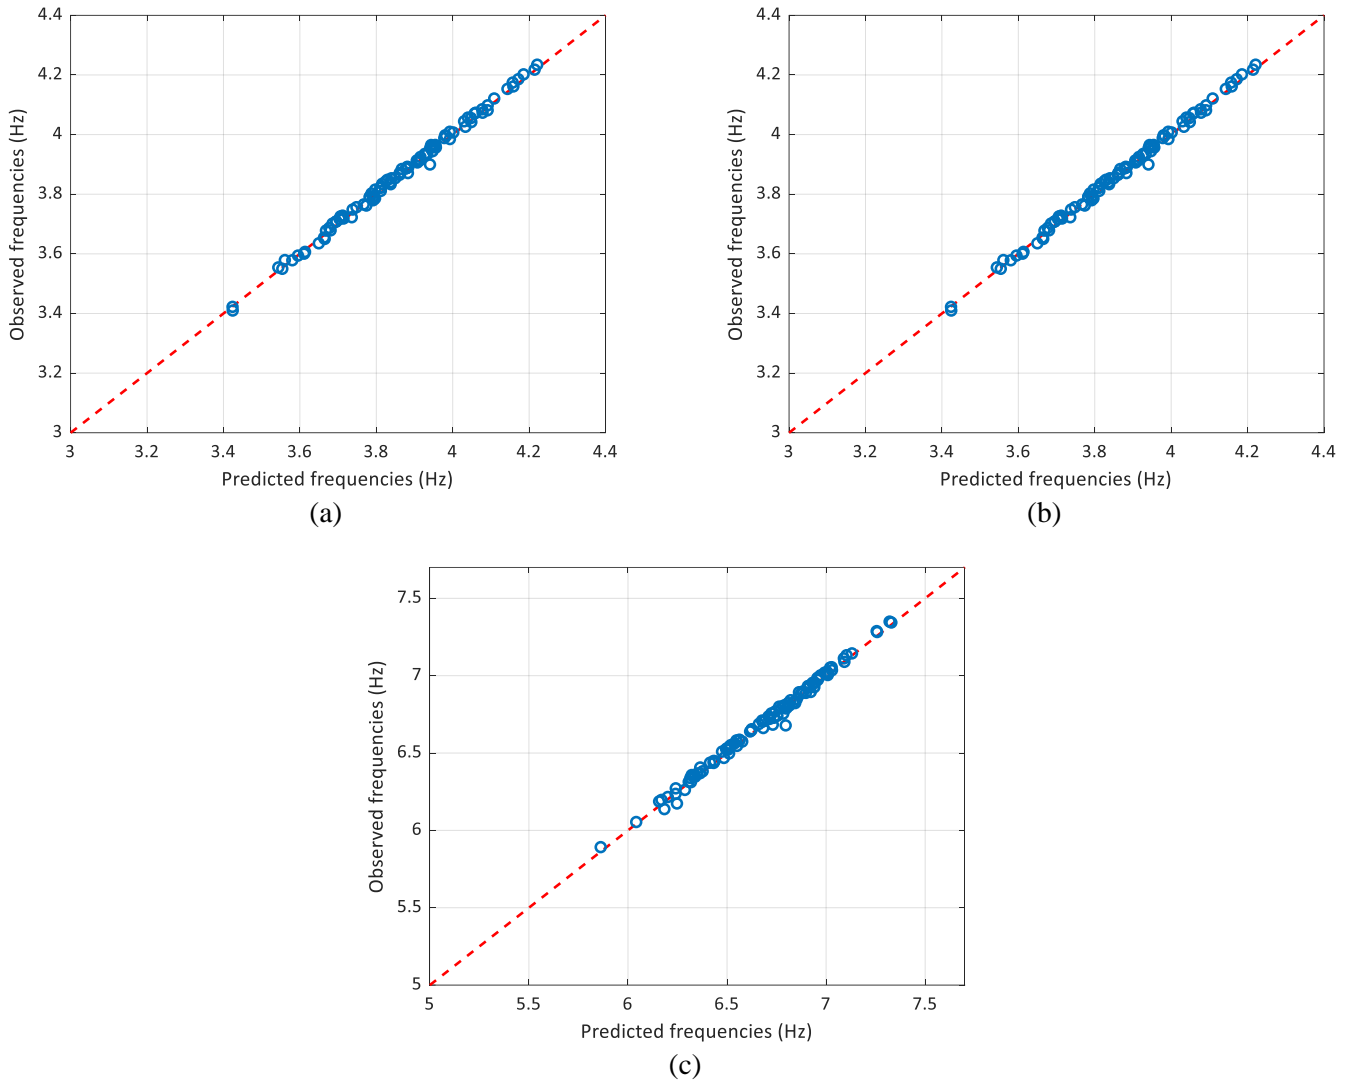 4.4
4.2
4
3.8
3.6
3.4
3.2
3
Observed frequencies (Hz)
3 3.2 3.4 3.6 3.8 4 4.2 4.4
Predicted frequencies (Hz)
(a)
4.4
4.2
4
3.8
3.6
3.4
3.2
3
Observed frequencies (Hz)
3 3.2 3.4 3.6 3.8 4 4.2 4.4
Predicted frequencies (Hz)
(b)
7.5
7
6.5
6
5.5
5
Observed frequencies (Hz)
5 5.5 6 6.5 7 7.5
Predicted frequencies (Hz)
(c)